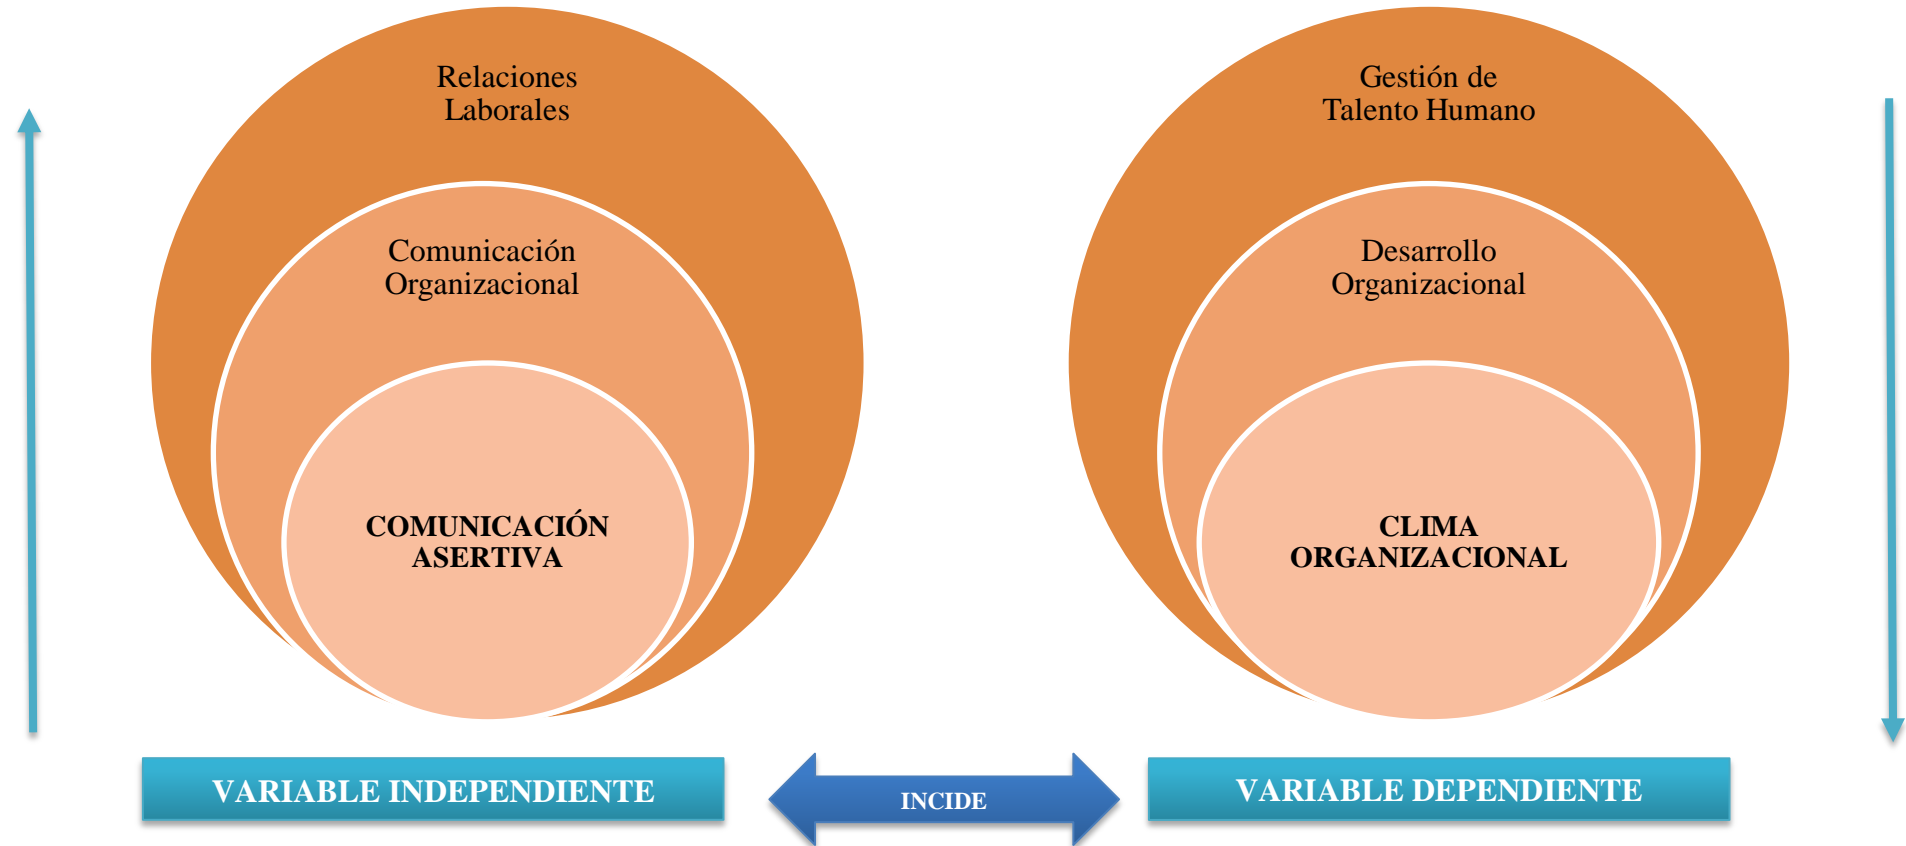 Relaciones
Laborales
Comunicación
Organizacional
COMUNICACIÓN
ASERTIVA
Gestión de
Talento Humano
Desarrollo
Organizacional
CLIMA
ORGANIZACIONAL
VARIABLE INDEPENDIENTE
INCIDE
VARIABLE DEPENDIENTE